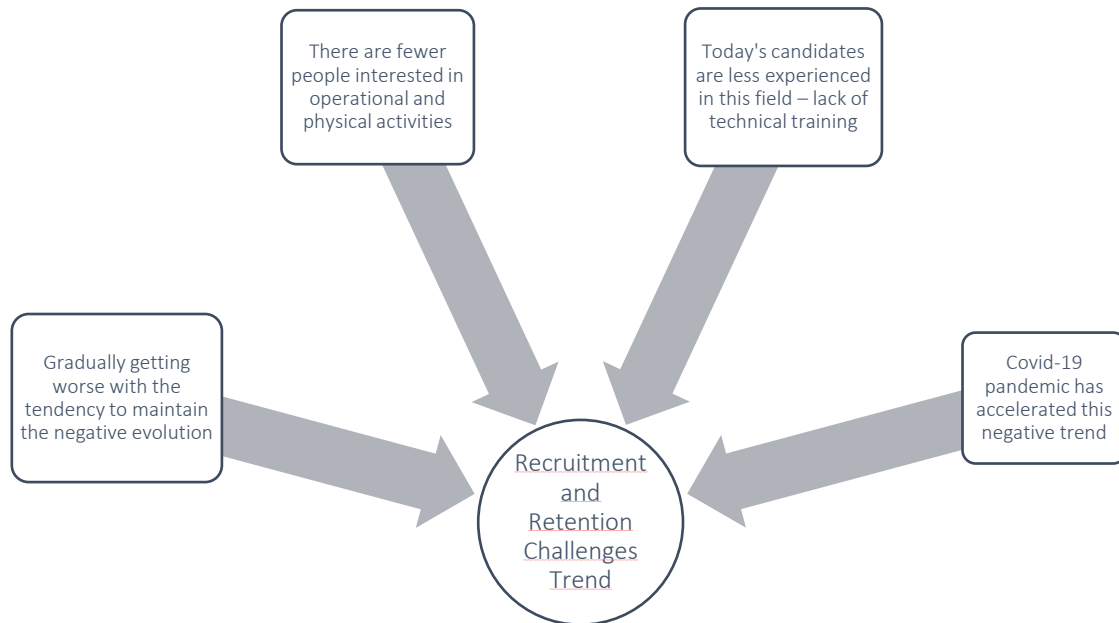 There are fewer
people interested in
operational and
physical activities
Today's candidates
are less experienced
in this field – lack of
technical training
Gradually getting
worse with the
tendency to maintain
the negative evolution
Covid-19
pandemic has
accelerated this
negative trend
Recruitment
and
Retention
Challenges
Trend